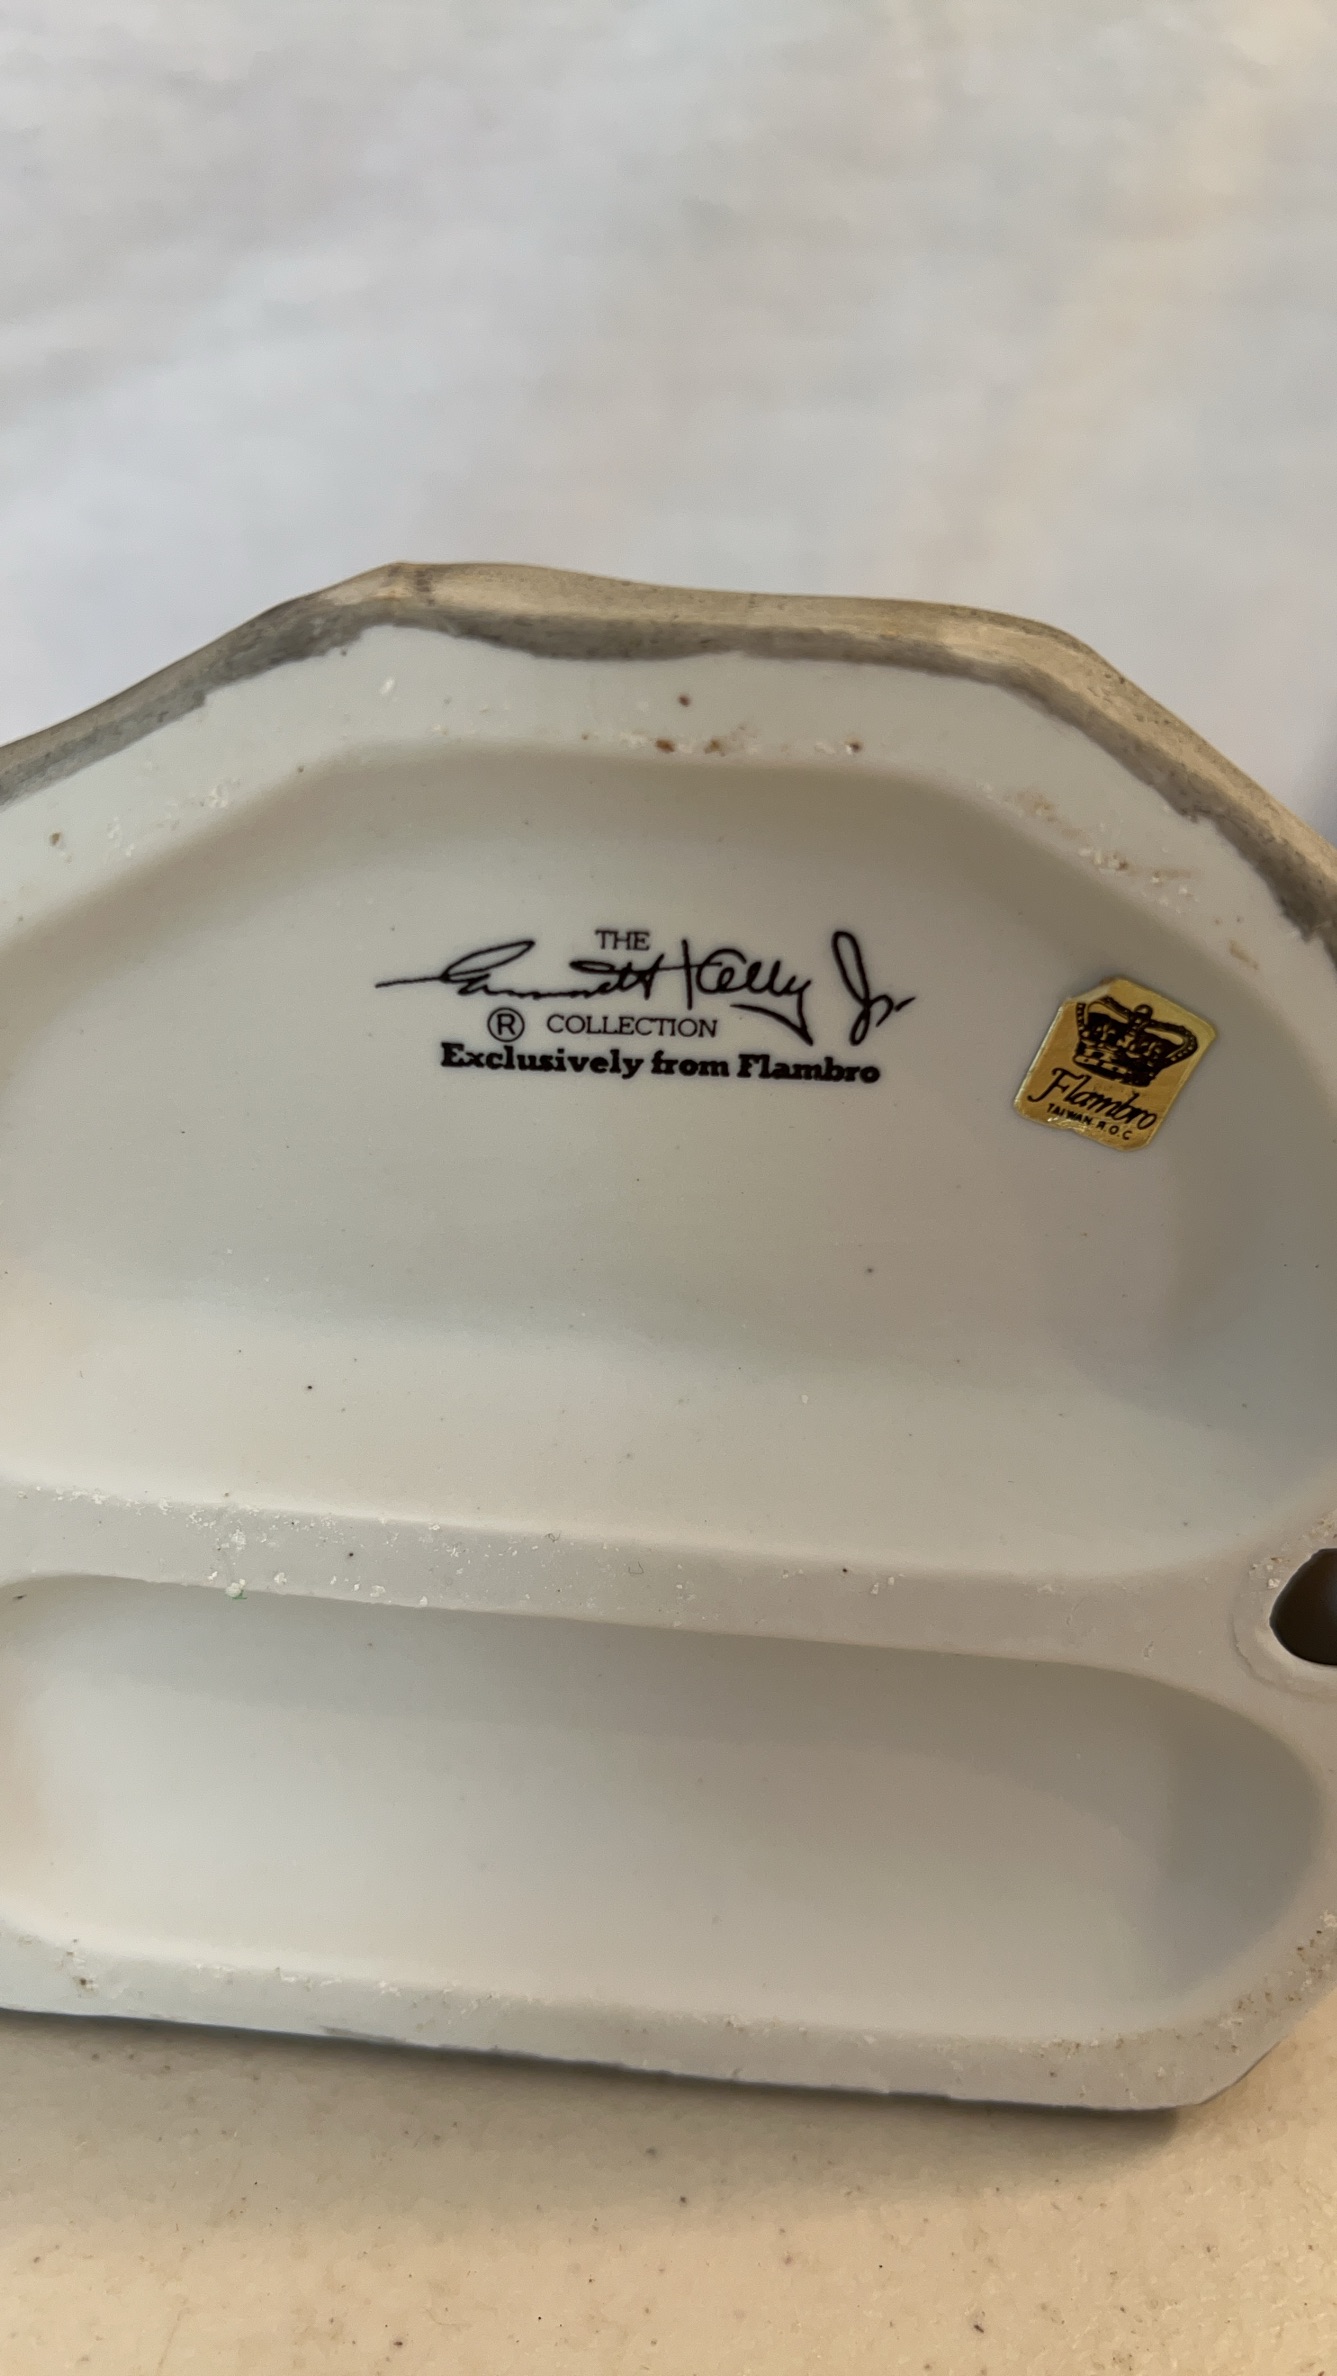 THE
Emmett Kelly Jr.
® COLLECTION
Exclusively from Flambro
Flambro
TAIWAN R.O.C